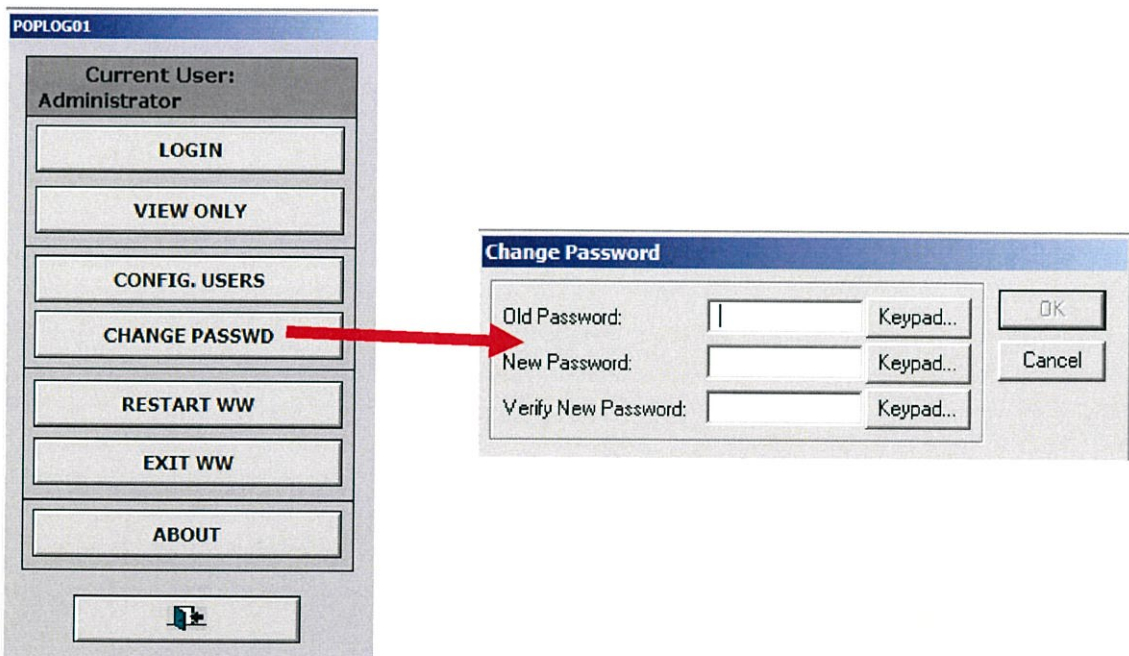 POPLOG01
Current User:
Administrator
LOGIN
VIEW ONLY
CONFIG. USERS
CHANGE PASSWD
RESTART WW
EXIT WW
ABOUT
Change Password
Old Password: Keypad... OK
New Password: Keypad... Cancel
Verify New Password: Keypad...